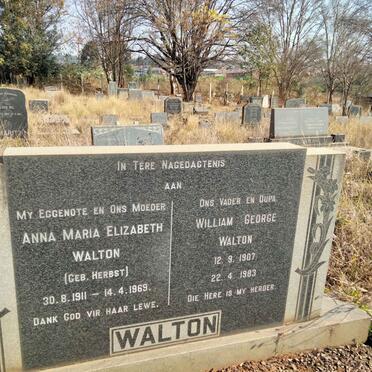 In Tere Nagedagtenis
aan
My Eggenote en Ons Moeder
Anna Maria Elizabeth
Walton
(Geb. Herbst)
30.8.1911 – 14.4.1969.
Dank God vir haar lewe.
Ons Vader en Oupa
William George
Walton
12.9.1907
22.4.1983
Die Here is my herder.
WALTON